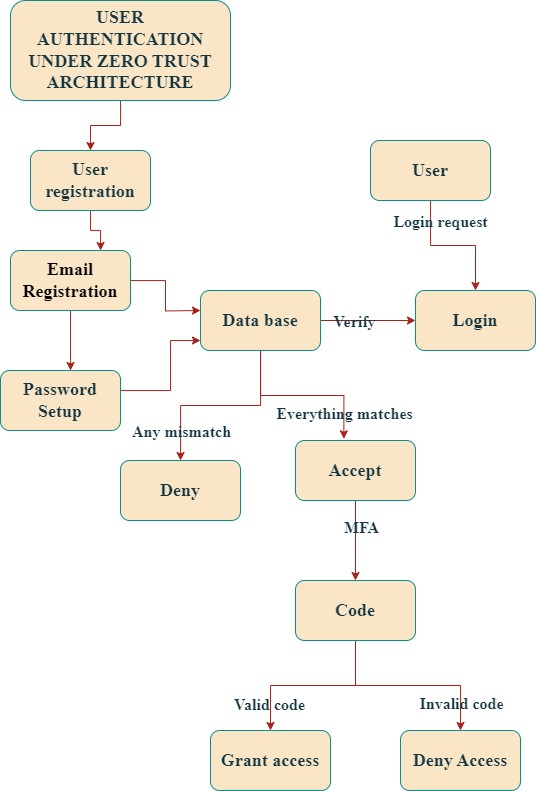 USER
AUTHENTICATION
UNDER ZERO TRUST
ARCHITECTURE
User
registration
User
Login request
Email
Registration
Data base
Verify
Login
Password
Setup
Any mismatch
Everything matches
Deny
Accept
MFA
Code
Valid code
Invalid code
Grant access
Deny Access